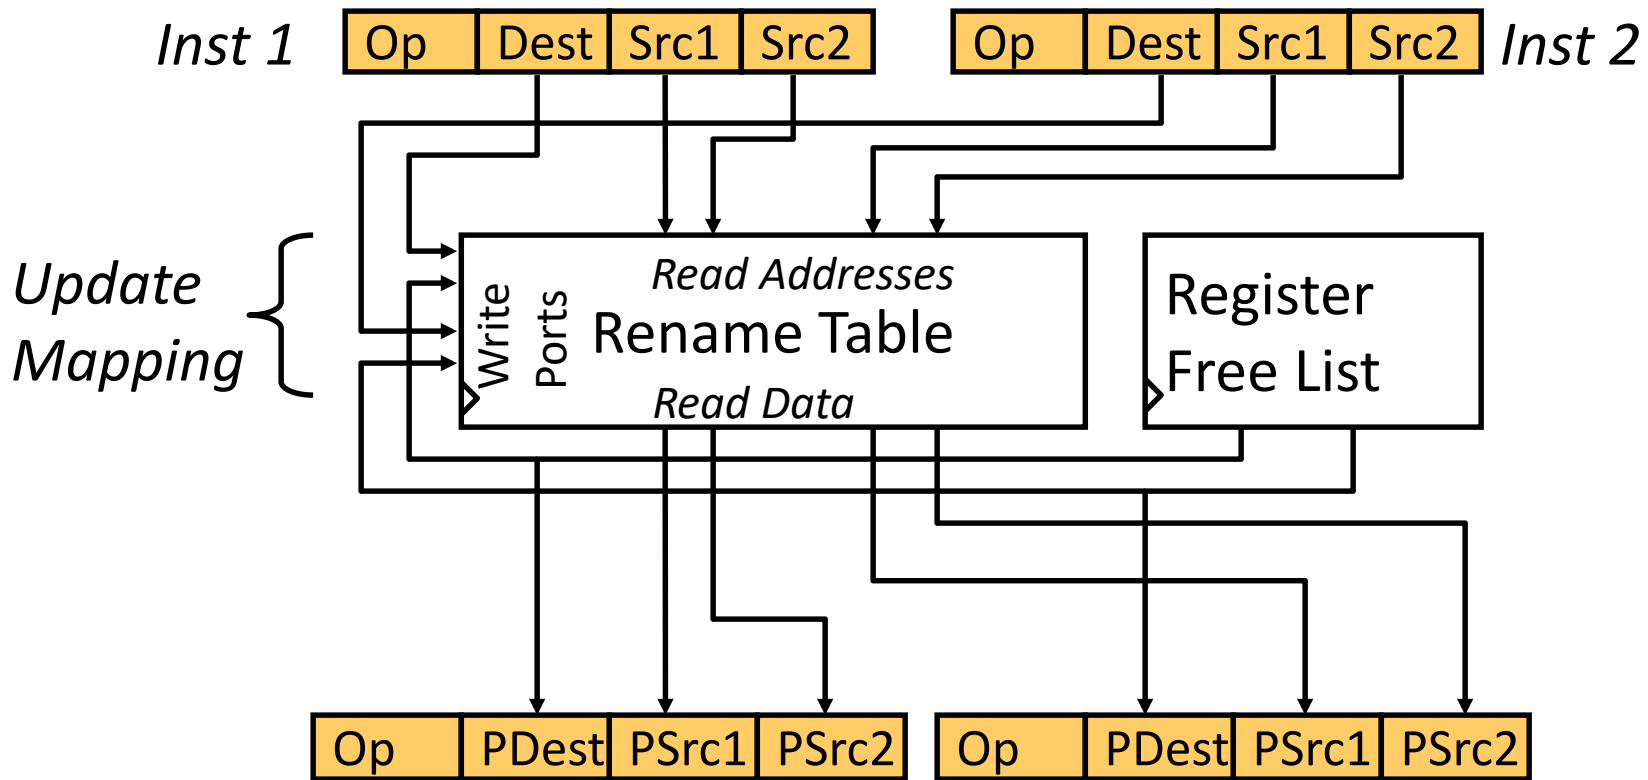 Inst 1
Op Dest Src1 Src2
Op Dest Src1 Src2
Inst 2
Update
Mapping
Write
Ports
Read Addresses
Rename Table
Read Data
Register
Free List
Op PDest PSrc1 PSrc2
Op PDest PSrc1 PSrc2